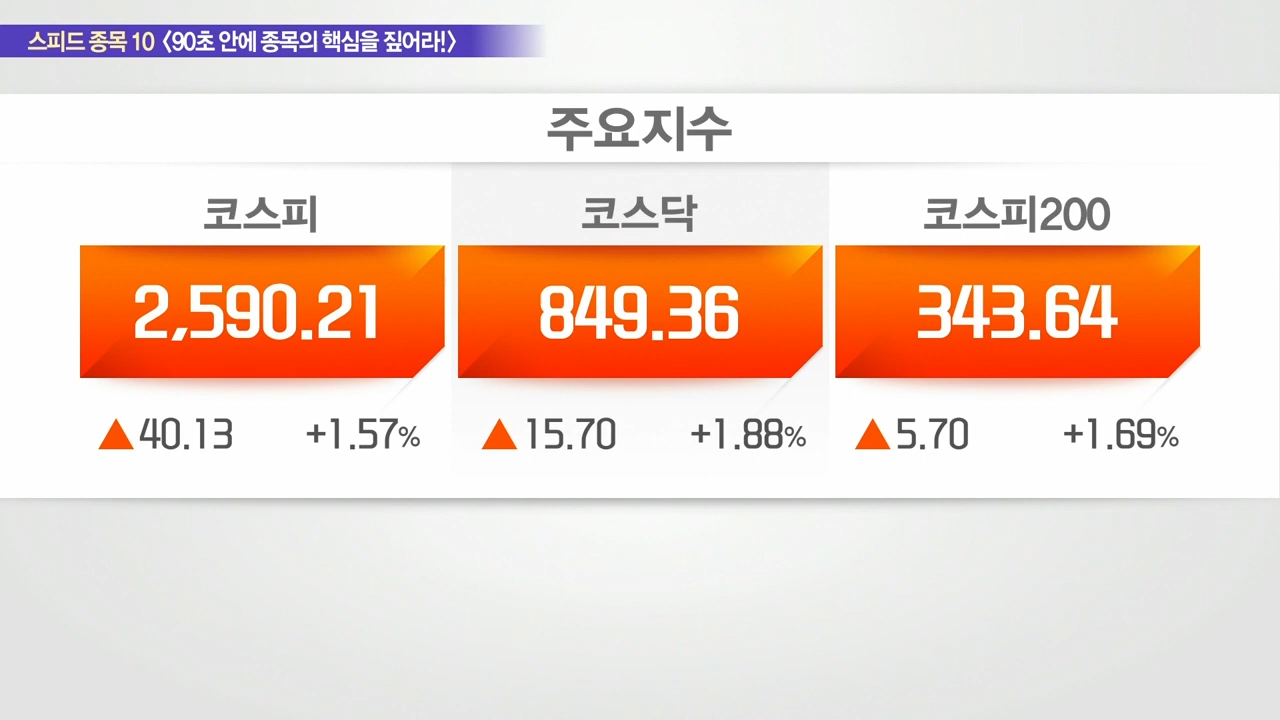 스피드 종목 10 <90초 안에 종목의 핵심을 짚어라!>
주요지수
코스피
2,590.21
▲40.13 +1.57%
코스닥
849.36
▲15.70 +1.88%
코스피200
343.64
▲5.70 +1.69%